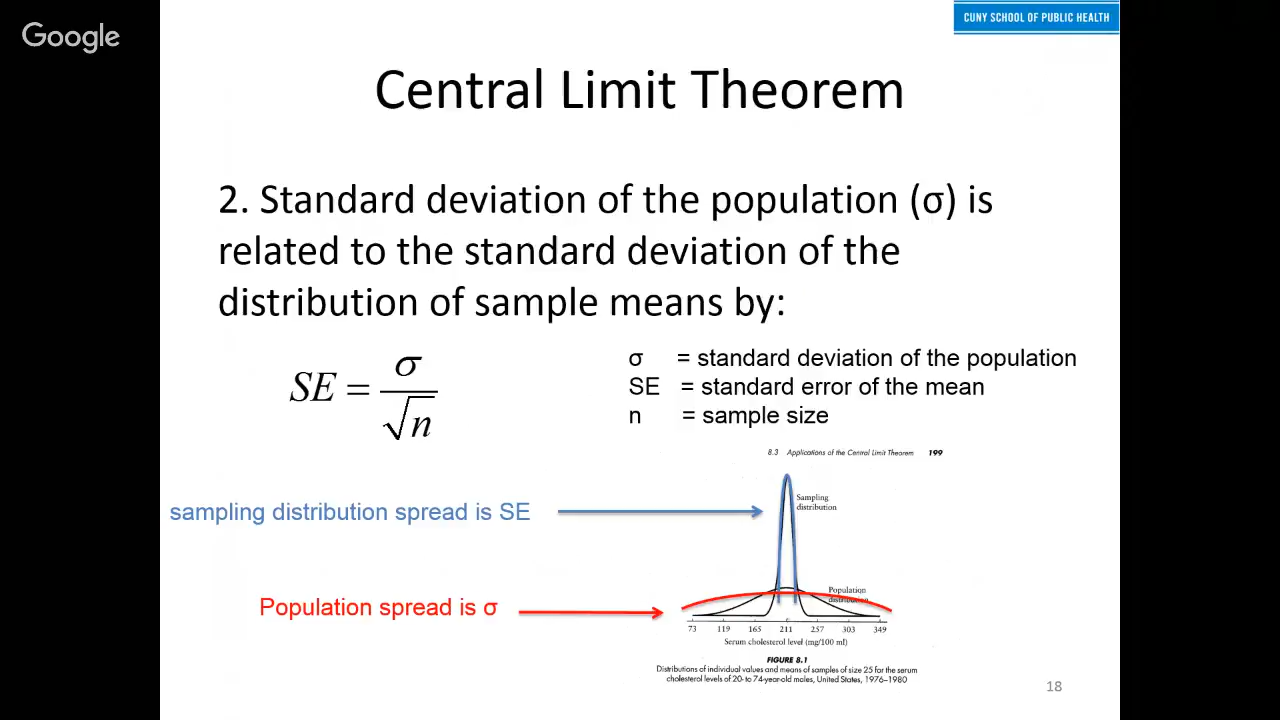 CUNY SCHOOL OF PUBLIC HEALTH
Google
Central Limit Theorem
2. Standard deviation of the population (σ) is
related to the standard deviation of the
distribution of sample means by:
SE = σ / √n
σ = standard deviation of the population
SE = standard error of the mean
n = sample size
8.3 Applications of the Central Limit Theorem 199
Sampling
distribution
sampling distribution spread is SE
Population
distribution
Population spread is σ
73 119 165 211 257 303 349
Serum cholesterol level (mg/100 ml)
FIGURE 8.1
Distributions of individual values and means of samples of size 25 for the serum
cholesterol levels of 20- to 74-year-old males, United States, 1976–1980
18